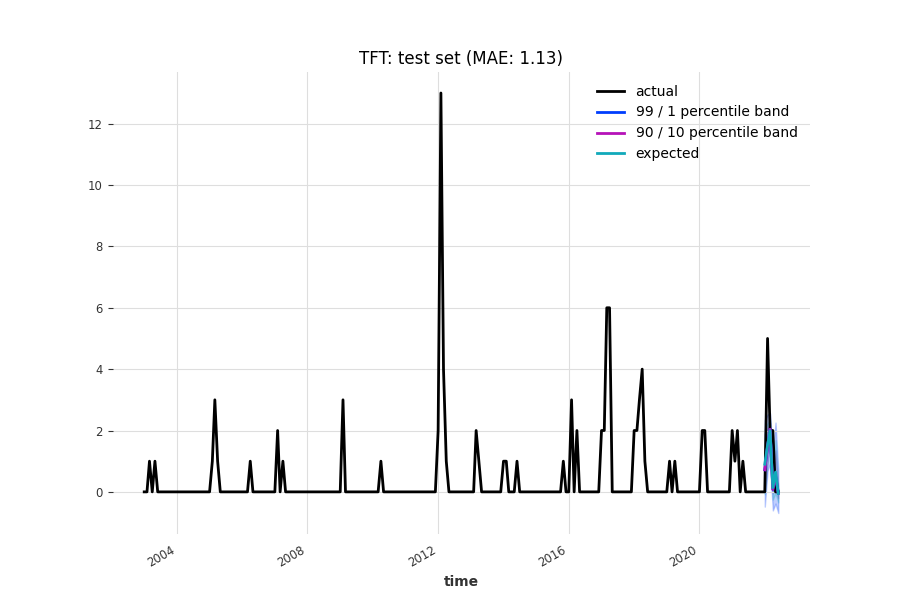 TFT: test set (MAE: 1.13)
actual
99 / 1 percentile band
90 / 10 percentile band
expected
12
10
8
6
4
2
0
2004
2008
2012
2016
2020
time